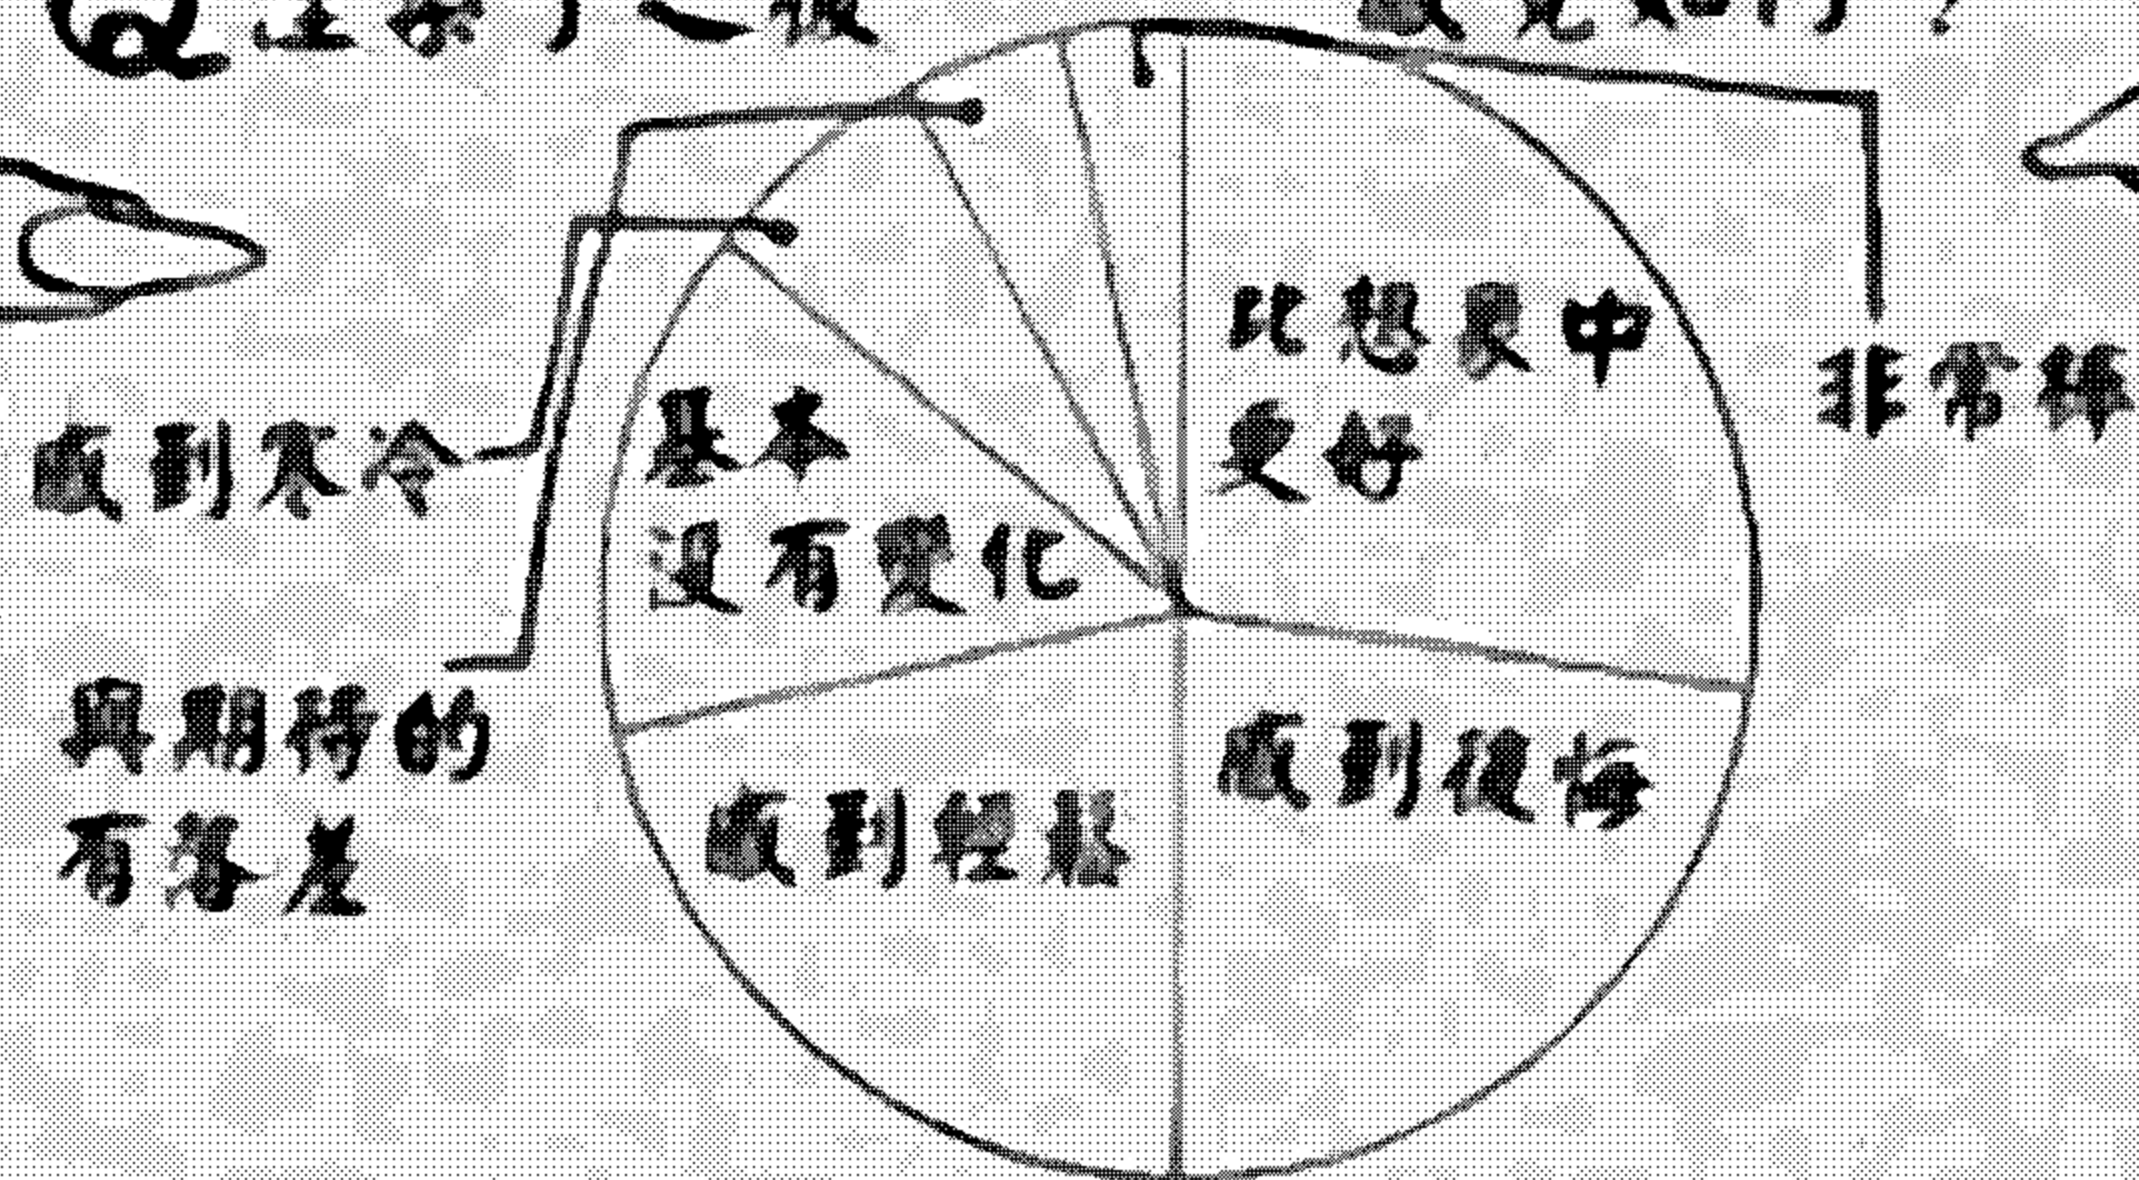 比想象中
更好
非常棒
基本
沒有變化
感到寒冷
與期待的
有落差
感到後悔
感到輕鬆